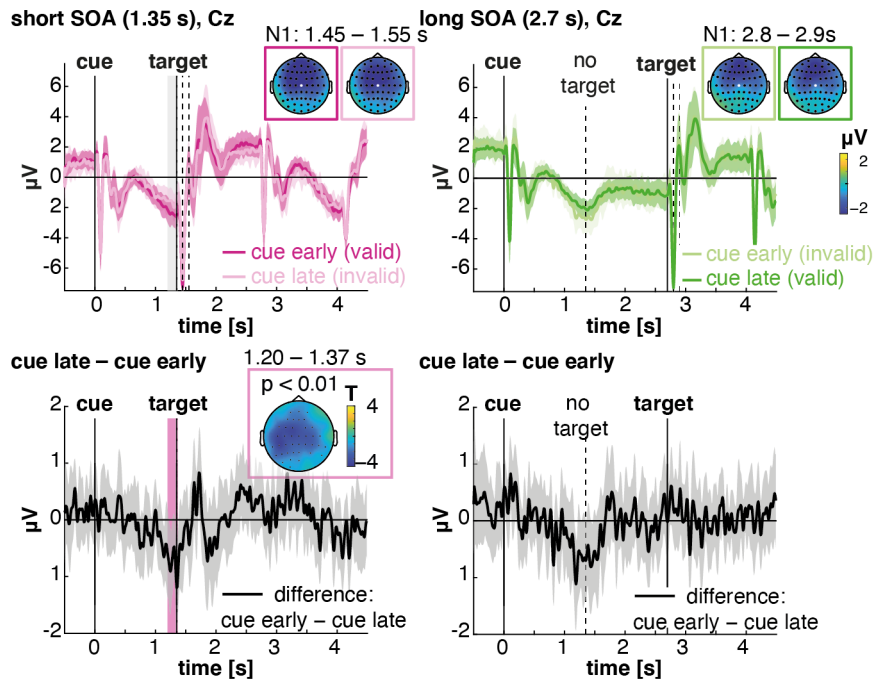 short SOA (1.35 s), Cz
N1: 1.45 – 1.55 s
cue target
6
4
2
0
2
4
-6
µV
cue early (valid)
cue late (invalid)
0 1 2 3 4
time [s]
long SOA (2.7 s), Cz
N1: 2.8 – 2.9s
cue no target target
6
4
2
0
2
4
-6
µV
µV
2
-2
cue early (invalid)
cue late (valid)
0 1 2 3 4
time [s]
cue late – cue early
1.20 – 1.37 s
p < 0.01 T
4
-4
cue target
2
1
0
1
-2
µV
difference:
cue early – cue late
0 1 2 3 4
time [s]
cue late – cue early
cue no target target
2
1
0
1
-2
µV
difference:
cue early – cue late
0 1 2 3 4
time [s]